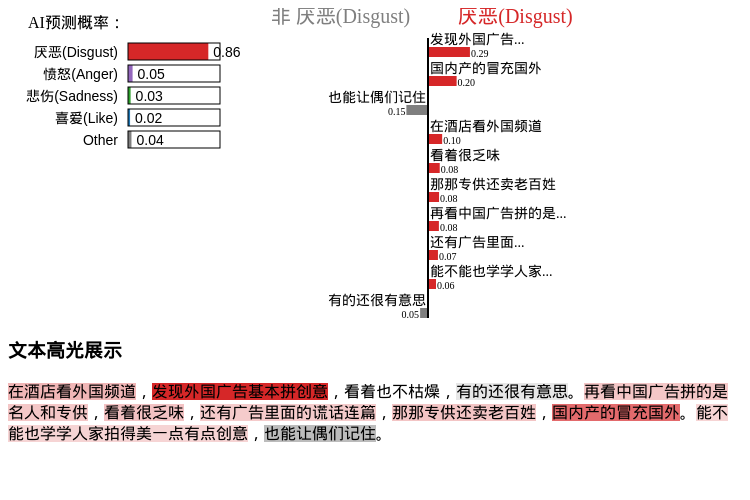 AI预测概率：
厌恶(Disgust) 0.86
愤怒(Anger) 0.05
悲伤(Sadness) 0.03
喜爱(Like) 0.02
Other 0.04
非 厌恶(Disgust) 厌恶(Disgust)
发现外国广告...
0.29
国内产的冒充国外
0.20
也能让偶们记住
0.15
在酒店看外国频道
0.10
看着很乏味
0.08
那那专供还卖老百姓
0.08
再看中国广告拼的是...
0.08
还有广告里面...
0.07
能不能也学学人家...
0.06
有的还很有意思
0.05
文本高光展示
在酒店看外国频道，发现外国广告基本拼创意，看着也不枯燥，有的还很有意思。再看中国广告拼的是
名人和专供，看着很乏味，还有广告里面的谎话连篇，那那专供还卖老百姓，国内产的冒充国外。能不
能也学学人家拍得美一点有点创意，也能让偶们记住。